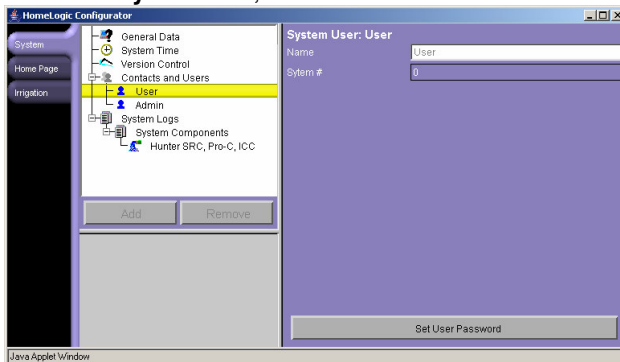 HomeLogic Configurator
System
Home Page
Irrigation
General Data
System Time
Version Control
Contacts and Users
User
Admin
System Logs
System Components
Hunter SRC, Pro-C, ICC
Add
Remove
System User: User
Name
User
Sytem #
0
Set User Password
Java Applet Window